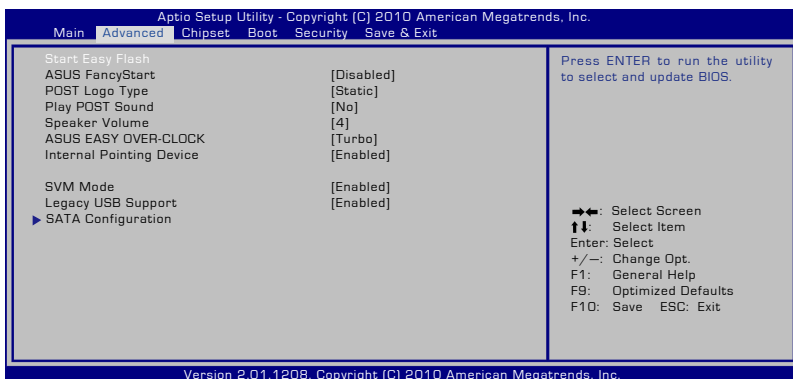 Aptio Setup Utility - Copyright (C) 2010 American Megatrends, Inc.
Main Advanced Chipset Boot Security Save & Exit
Start Easy Flash
ASUS FancyStart [Disabled]
POST Logo Type [Static]
Play POST Sound [No]
Speaker Volume [4]
ASUS EASY OVER-CLOCK [Turbo]
Internal Pointing Device [Enabled]
SVM Mode [Enabled]
Legacy USB Support [Enabled]
SATA Configuration
Press ENTER to run the utility
to select and update BIOS.
→←: Select Screen
↑↓: Select Item
Enter: Select
+/—: Change Opt.
F1: General Help
F9: Optimized Defaults
F10: Save ESC: Exit
Version 2.01.1208. Copyright (C) 2010 American Megatrends, Inc.